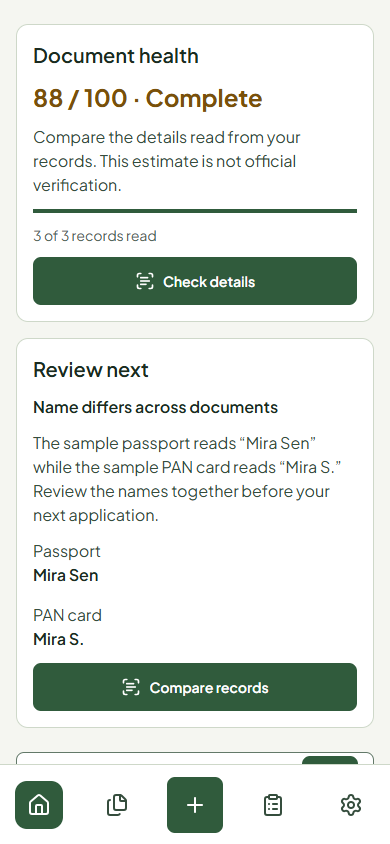 Document health
88 / 100 · Complete
Compare the details read from your
records. This estimate is not official
verification.
3 of 3 records read
Check details
Review next
Name differs across documents
The sample passport reads “Mira Sen”
while the sample PAN card reads “Mira S.”
Review the names together before your
next application.
Passport
Mira Sen
PAN card
Mira S.
Compare records